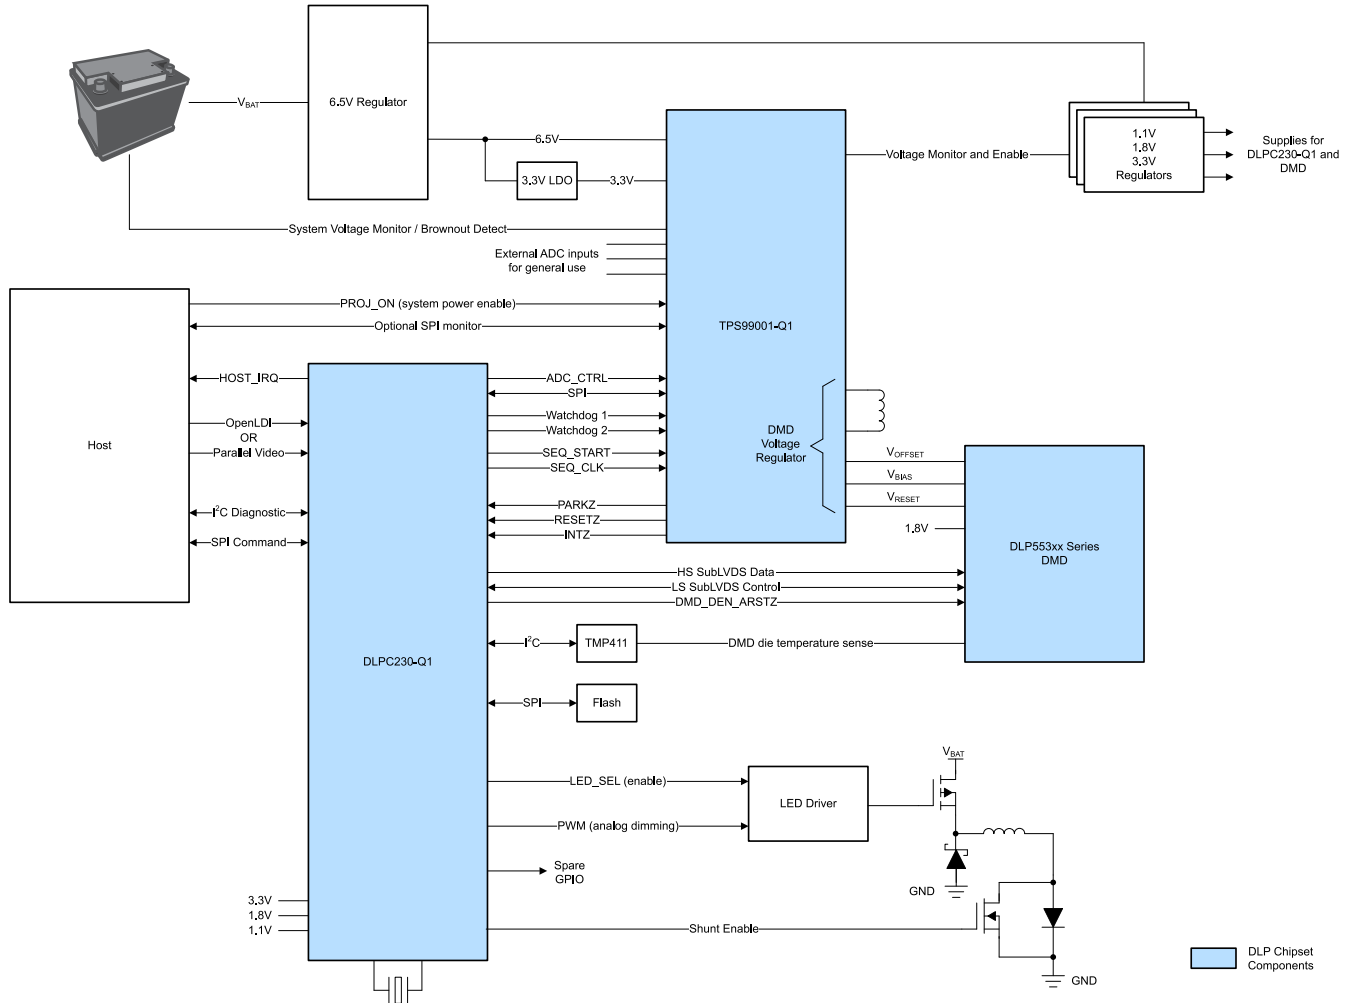 V_BAT
6.5V Regulator
6.5V
3.3V LDO
3.3V
Voltage Monitor and Enable
1.1V
1.8V
3.3V
Regulators
Supplies for
DLPC230-Q1 and
DMD
System Voltage Monitor / Brownout Detect
External ADC inputs
for general use
PROJ_ON (system power enable)
Optional SPI monitor
TPS99001-Q1
Host
HOST_IRQ
OpenLDI
OR
Parallel Video
I²C Diagnostic
SPI Command
ADC_CTRL
SPI
Watchdog 1
Watchdog 2
SEQ_START
SEQ_CLK
PARKZ
RESETZ
INTZ
DMD
Voltage
Regulator
V_OFFSET
V_BIAS
V_RESET
1.8V
DLP553xx Series
DMD
HS SubLVDS Data
LS SubLVDS Control
DMD_DEN_ARSTZ
DLPC230-Q1
I²C
TMP411
DMD die temperature sense
SPI
Flash
LED_SEL (enable)
PWM (analog dimming)
LED Driver
V_BAT
GND
Spare
GPIO
3.3V
1.8V
1.1V
Shunt Enable
GND
DLP Chipset
Components